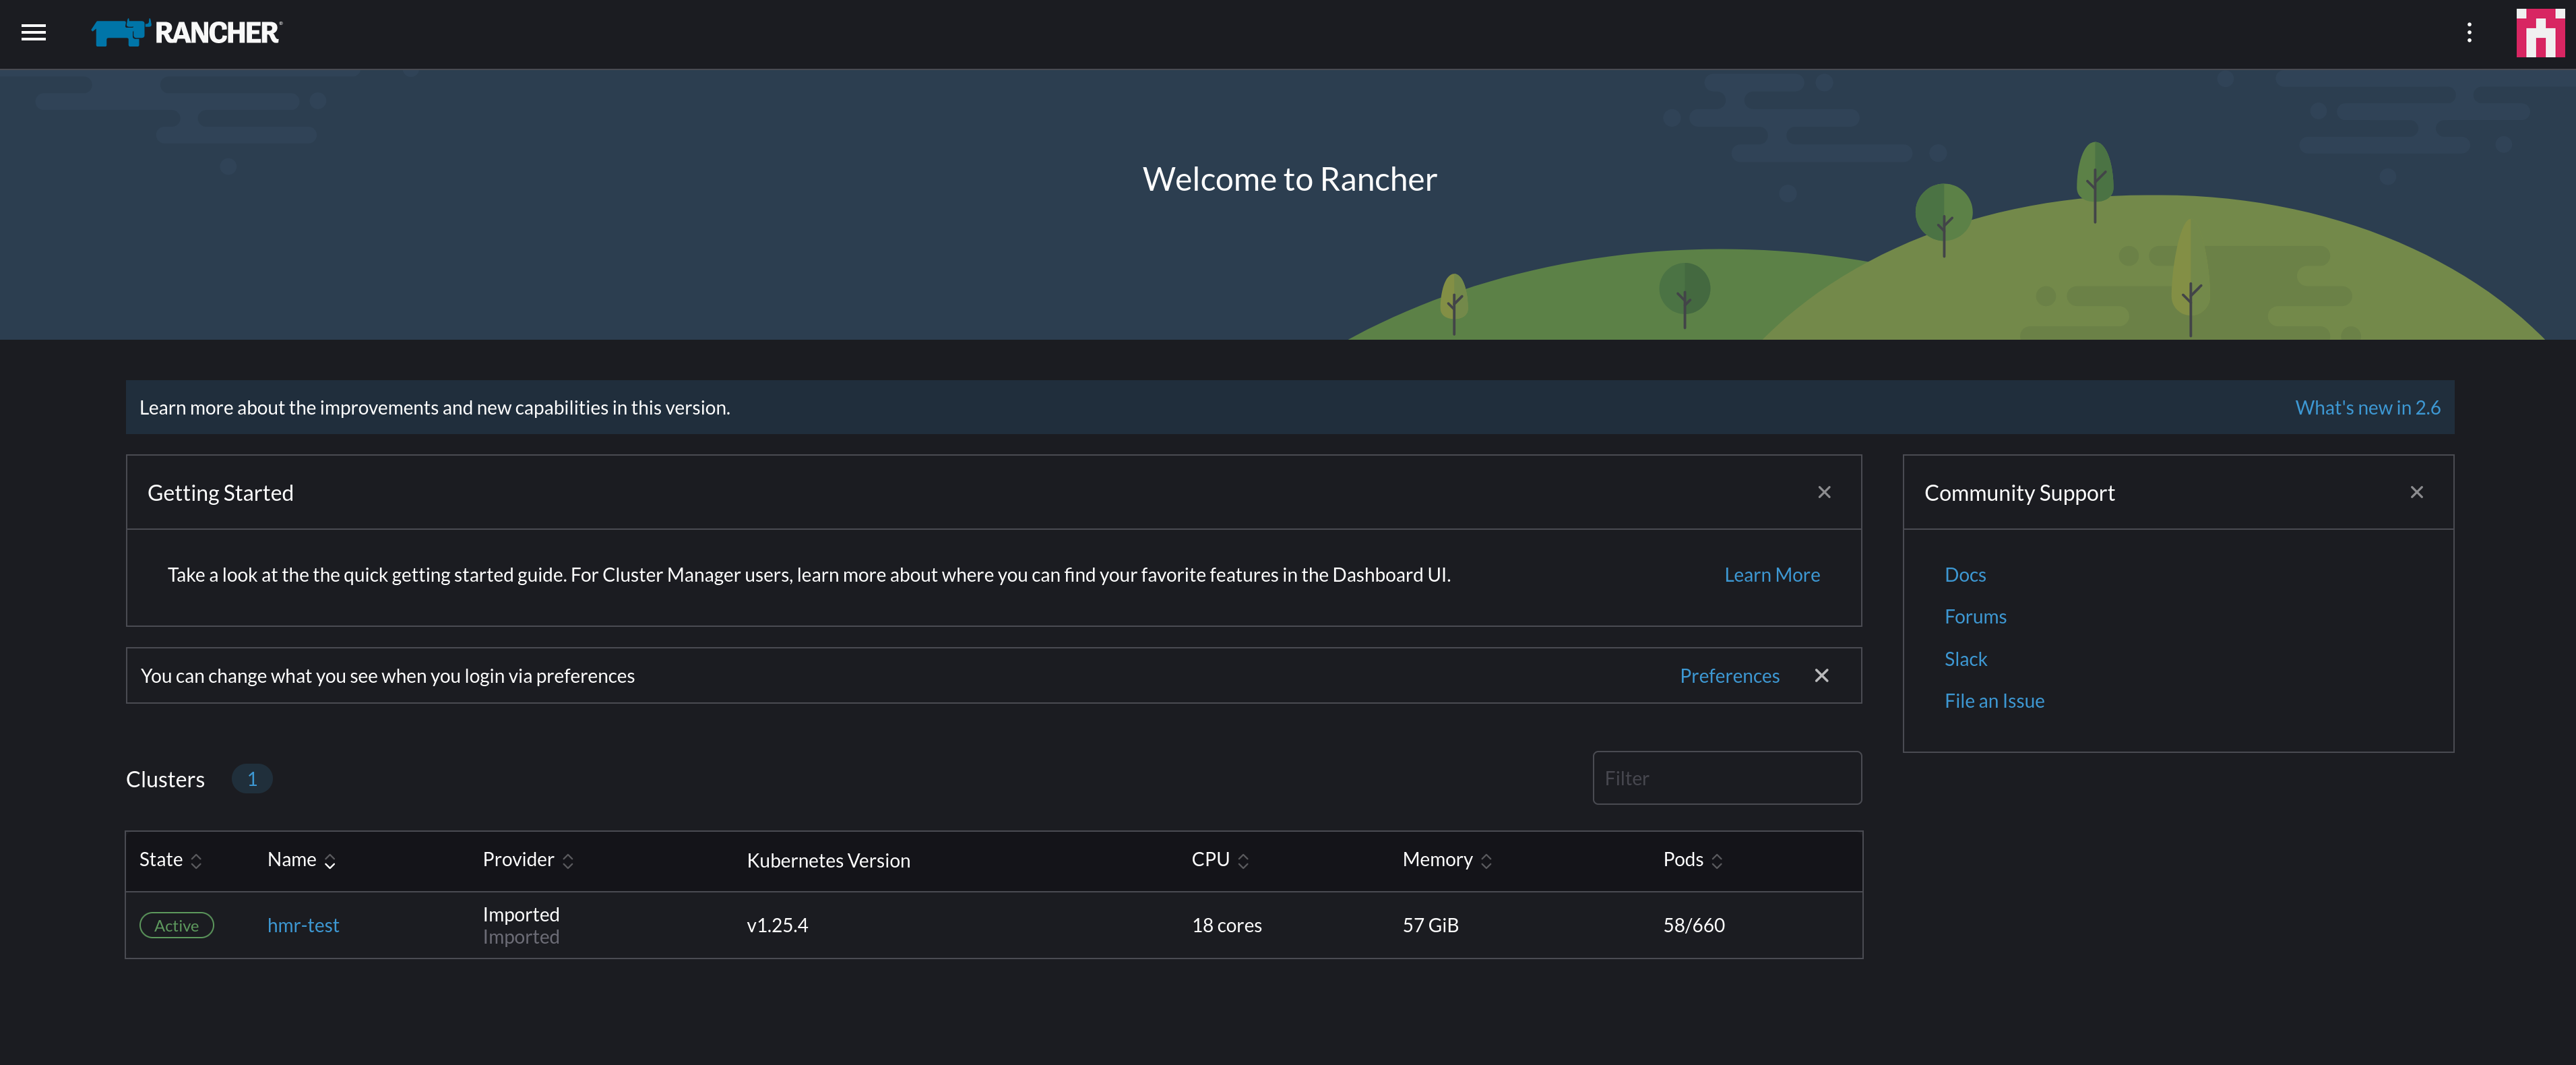 RANCHER®
Welcome to Rancher
Learn more about the improvements and new capabilities in this version. What's new in 2.6
Getting Started
Take a look at the the quick getting started guide. For Cluster Manager users, learn more about where you can find your favorite features in the Dashboard UI. Learn More
You can change what you see when you login via preferences Preferences
Community Support
Docs
Forums
Slack
File an Issue
Clusters 1
Filter
State Name Provider Kubernetes Version CPU Memory Pods
Active hmr-test Imported v1.25.4 18 cores 57 GiB 58/660
Imported